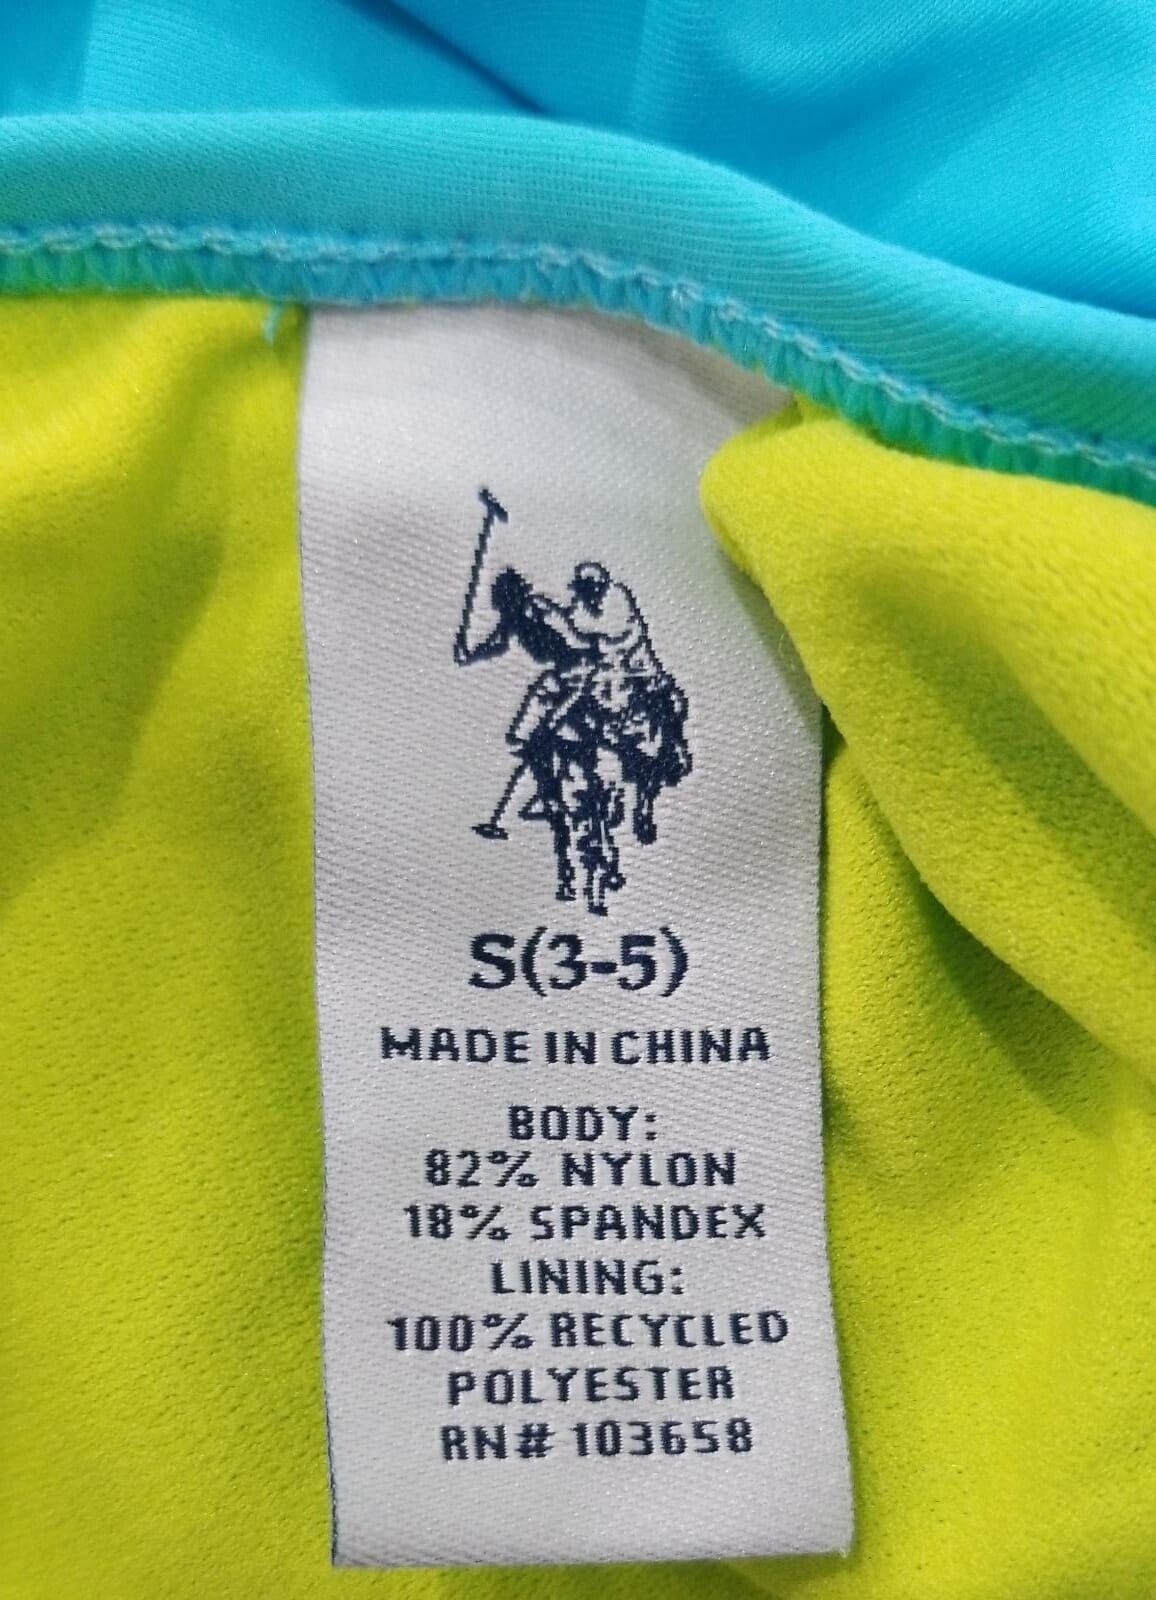 S(3-5)
MADE IN CHINA
BODY:
82% NYLON
18% SPANDEX
LINING:
100% RECYCLED
POLYESTER
RN# 103658